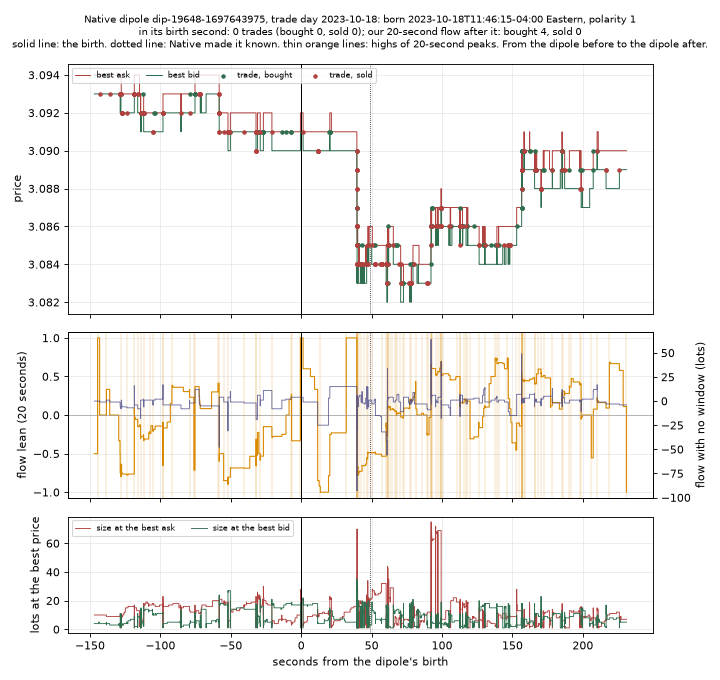 Native dipole dip-19648-1697643975, trade day 2023-10-18: born 2023-10-18T11:46:15-04:00 Eastern, polarity 1
in its birth second: 0 trades (bought 0, sold 0); our 20-second flow after it: bought 4, sold 0
solid line: the birth. dotted line: Native made it known. thin orange lines: highs of 20-second peaks. From the dipole before to the dipole after.
best ask best bid trade, bought trade, sold
3.094
3.092
3.090
3.088
3.086
3.084
3.082
price
1.0
0.5
0.0
−0.5
−1.0
flow lean (20 seconds)
50
25
0
−25
−50
−75
−100
flow with no window (lots)
size at the best ask size at the best bid
60
40
20
0
lots at the best price
−150 −100 −50 0 50 100 150 200
seconds from the dipole's birth